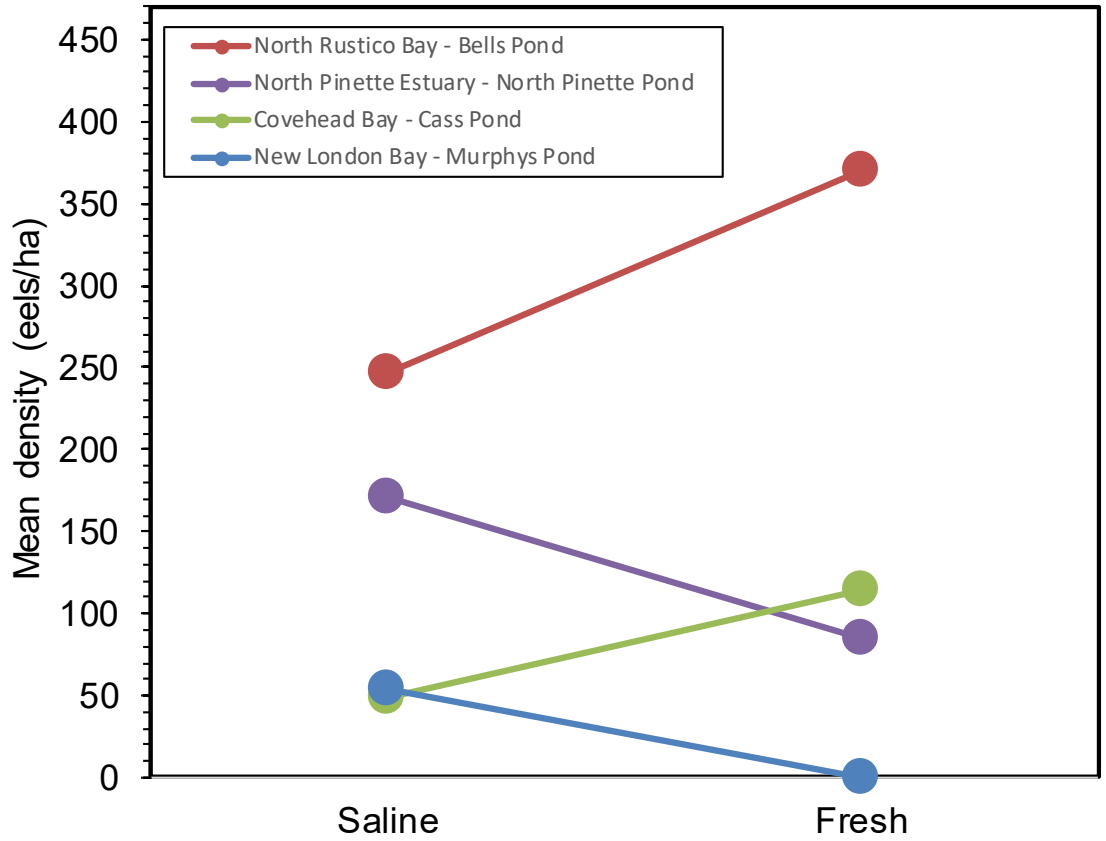 North Rustico Bay - Bells Pond
North Pinette Estuary - North Pinette Pond
Covehead Bay - Cass Pond
New London Bay - Murphys Pond
Mean density (eels/ha)
450
400
350
300
250
200
150
100
50
0
Saline
Fresh